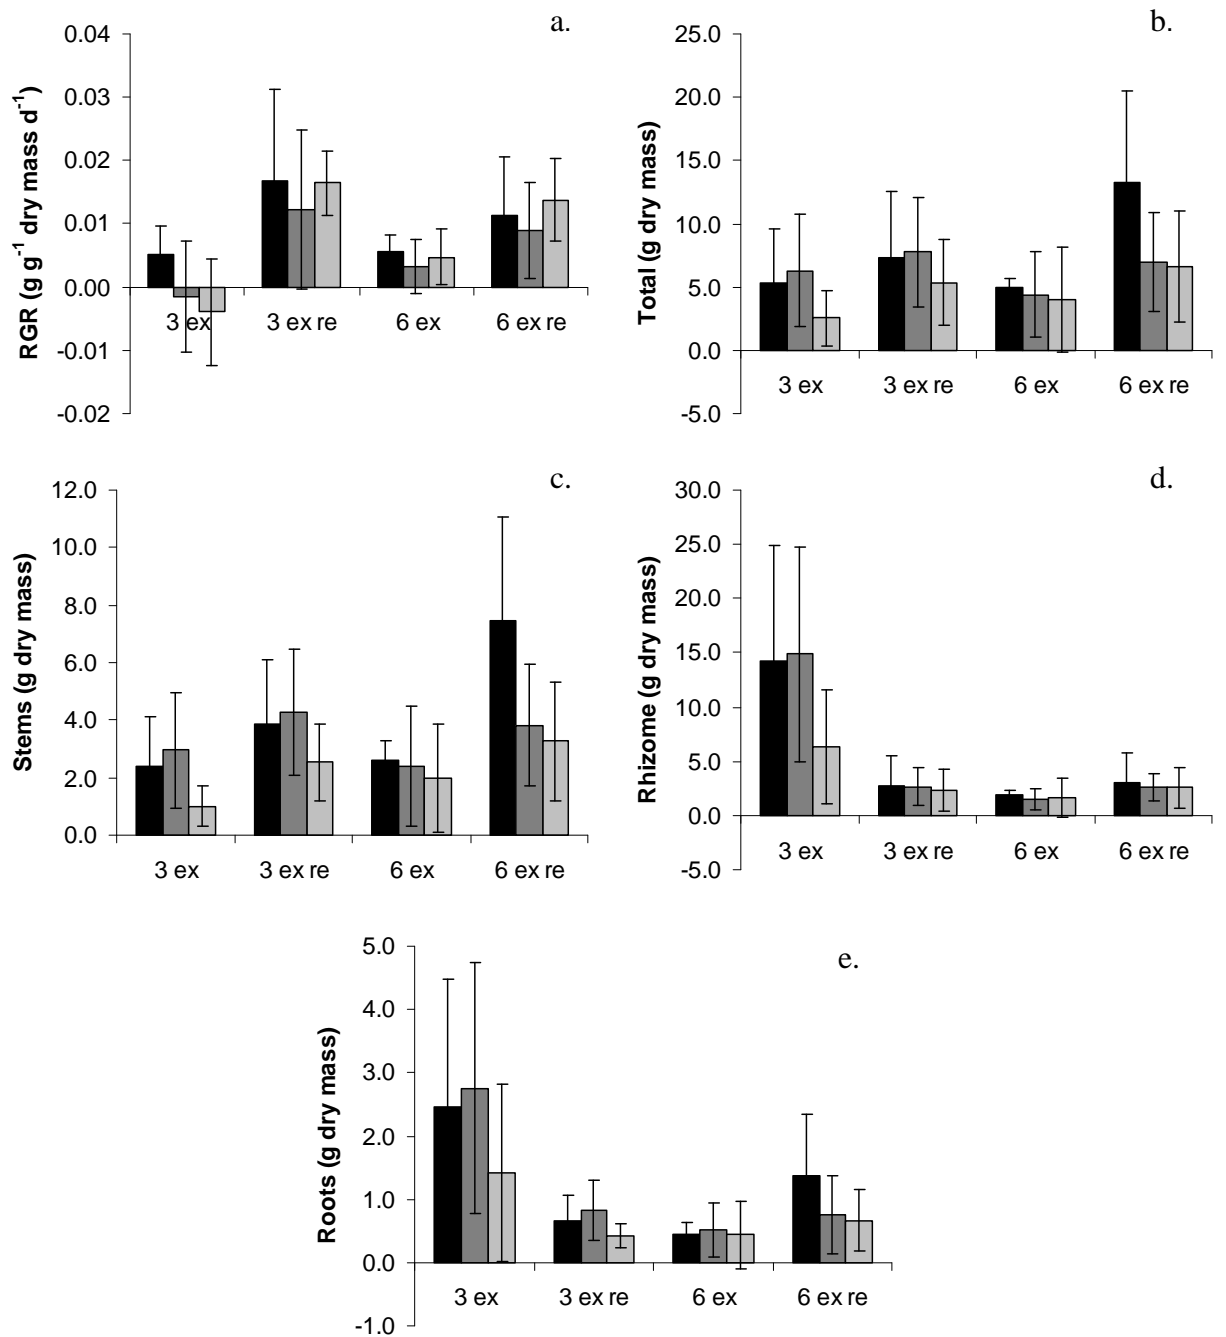 a.
RGR (g g⁻¹ dry mass d⁻¹)
0.04
0.03
0.02
0.01
0.00
-0.01
-0.02
3 ex
3 ex re
6 ex
6 ex re
b.
Total (g dry mass)
25.0
20.0
15.0
10.0
5.0
0.0
-5.0
3 ex
3 ex re
6 ex
6 ex re
c.
Stems (g dry mass)
12.0
10.0
8.0
6.0
4.0
2.0
0.0
3 ex
3 ex re
6 ex
6 ex re
d.
Rhizome (g dry mass)
30.0
25.0
20.0
15.0
10.0
5.0
0.0
-5.0
3 ex
3 ex re
6 ex
6 ex re
e.
Roots (g dry mass)
5.0
4.0
3.0
2.0
1.0
0.0
-1.0
3 ex
3 ex re
6 ex
6 ex re